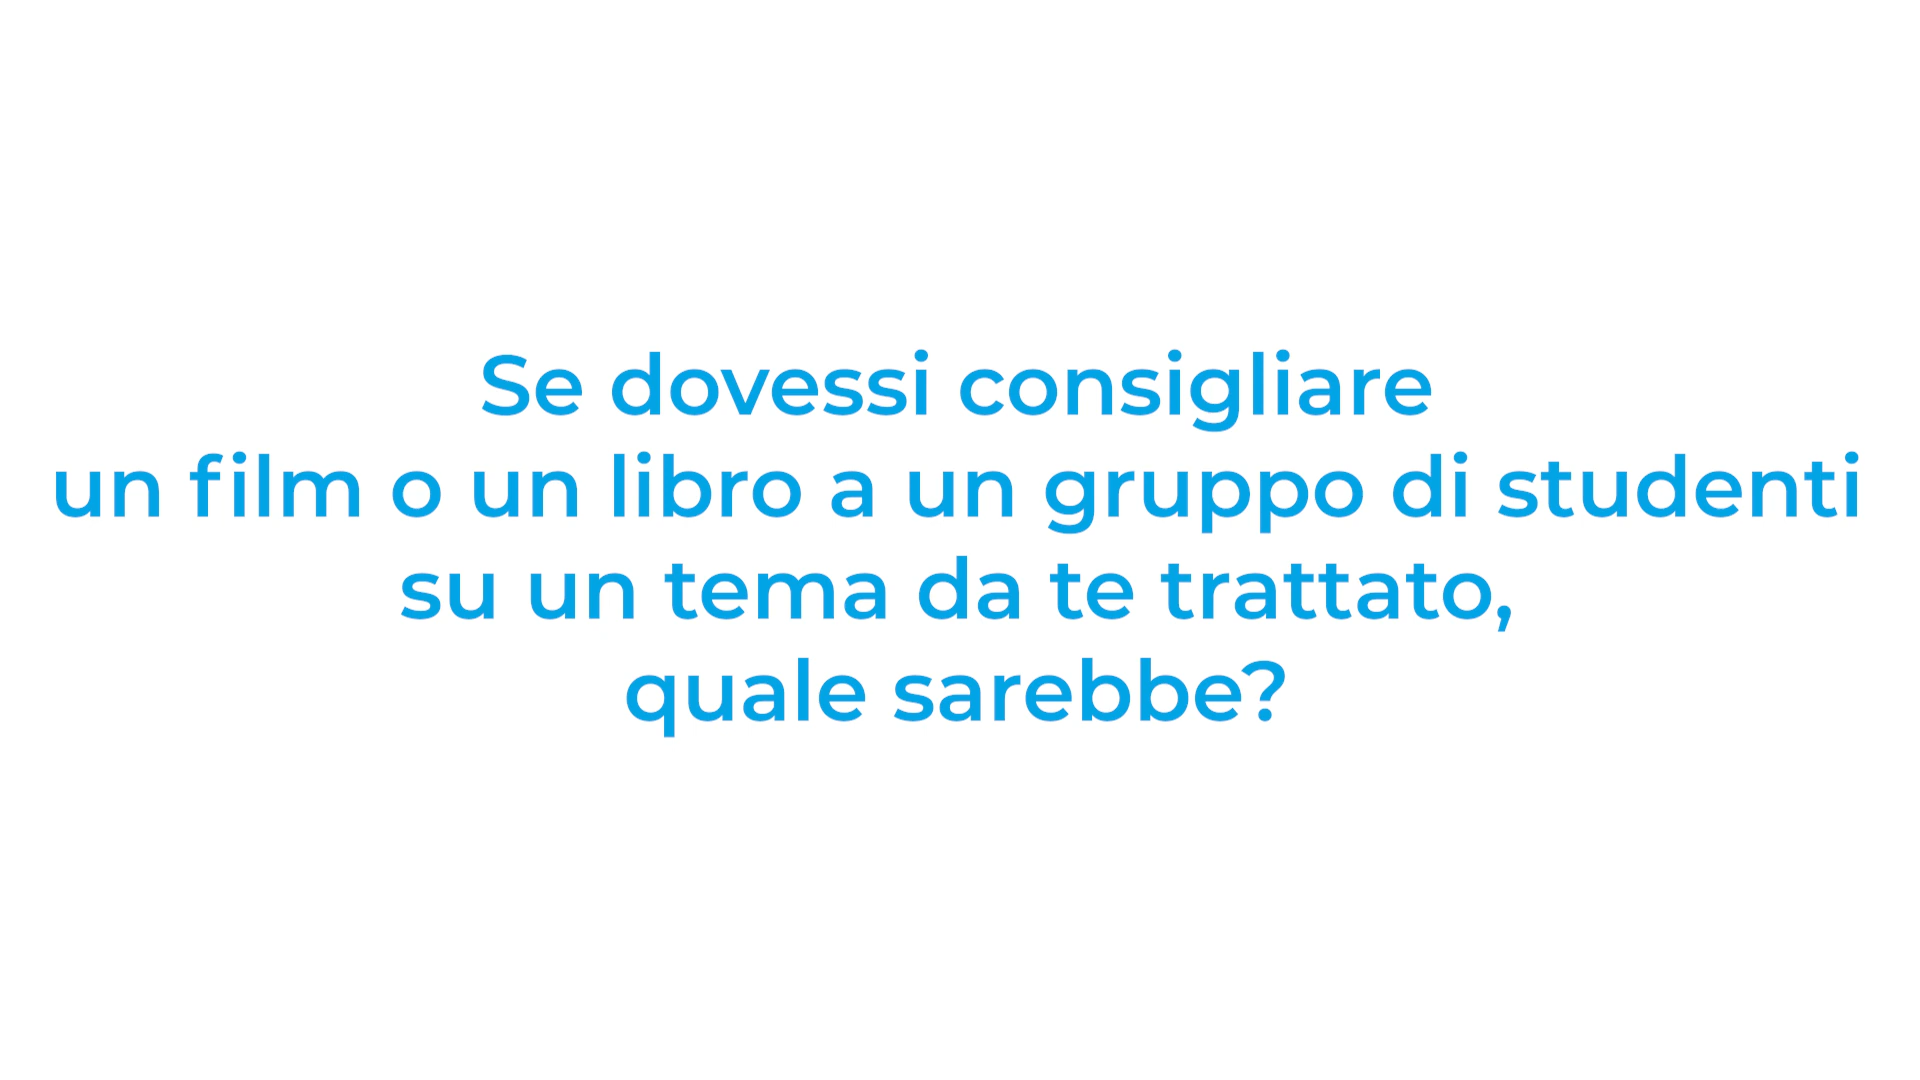 Se dovessi consigliare
un film o un libro a un gruppo di studenti
su un tema da te trattato,
quale sarebbe?